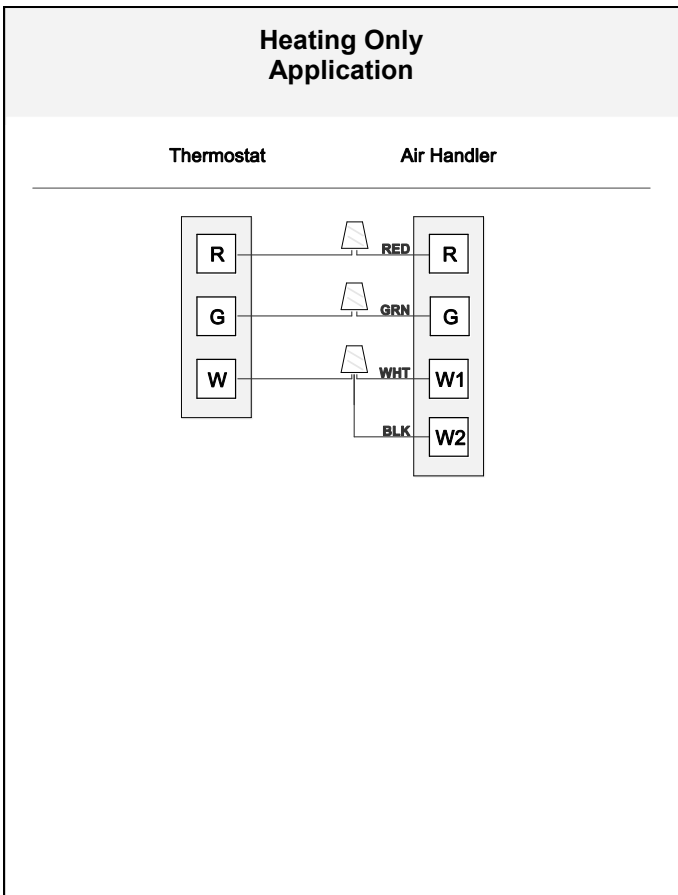 Heating Only
Application
Thermostat Air Handler
R RED R
G GRN G
W WHT W1
BLK W2